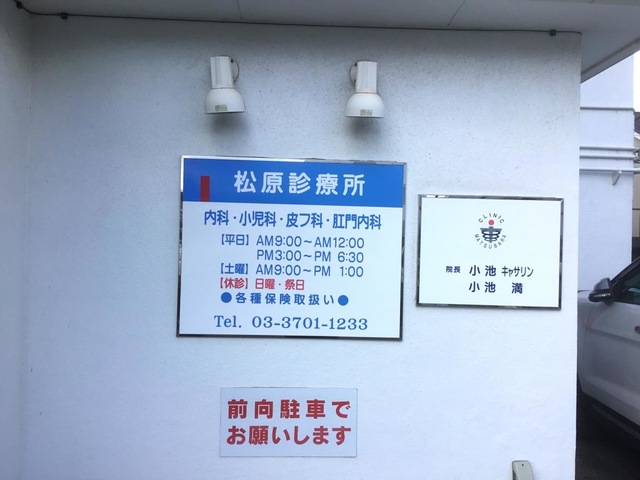 松原診療所
内科・小児科・皮フ科・肛門内科
【平日】AM9:00～AM12:00
PM3:00～PM 6:30
【土曜】AM9:00～PM 1:00
【休診】日曜・祭日
●各種保険取扱い●
Tel. 03-3701-1233
CLINIC
MATSUBARA
院長 小池 キャサリン
小池 満
前向駐車で
お願いします